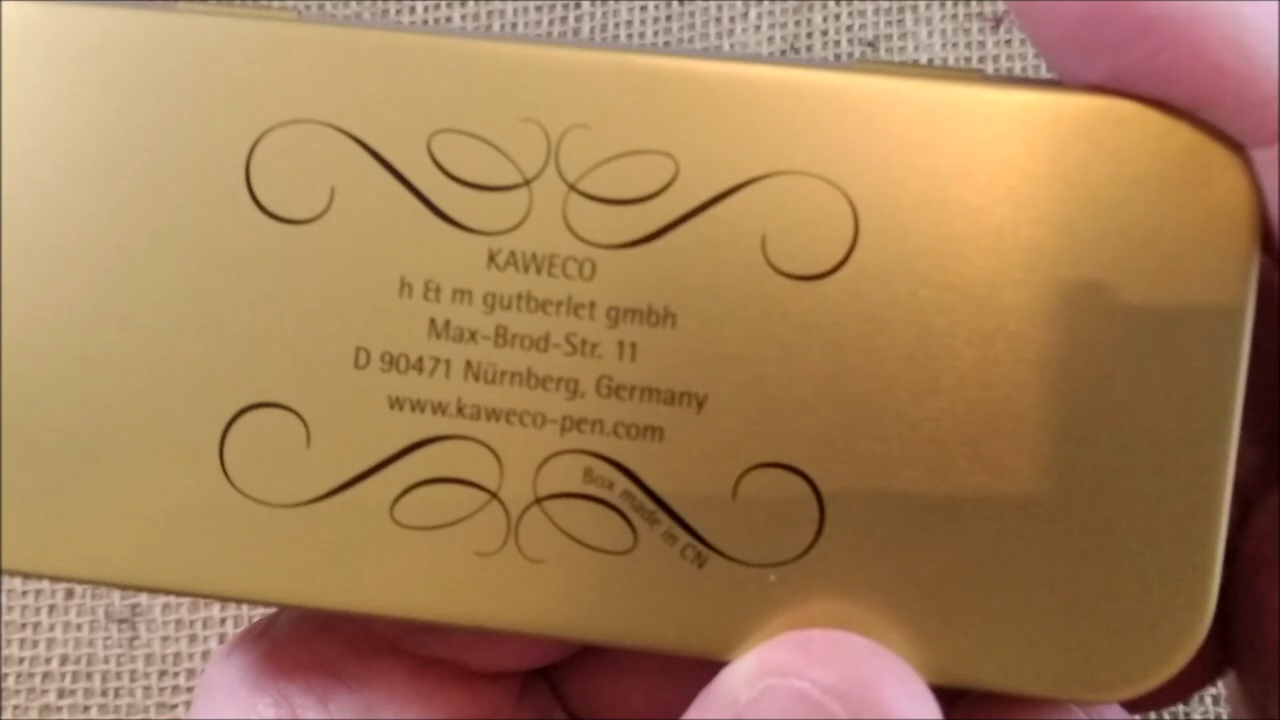 KAWECO
h & m gutberlet gmbh
Max-Brod-Str. 11
D 90471 Nürnberg, Germany
www.kaweco-pen.com
Box made in CN